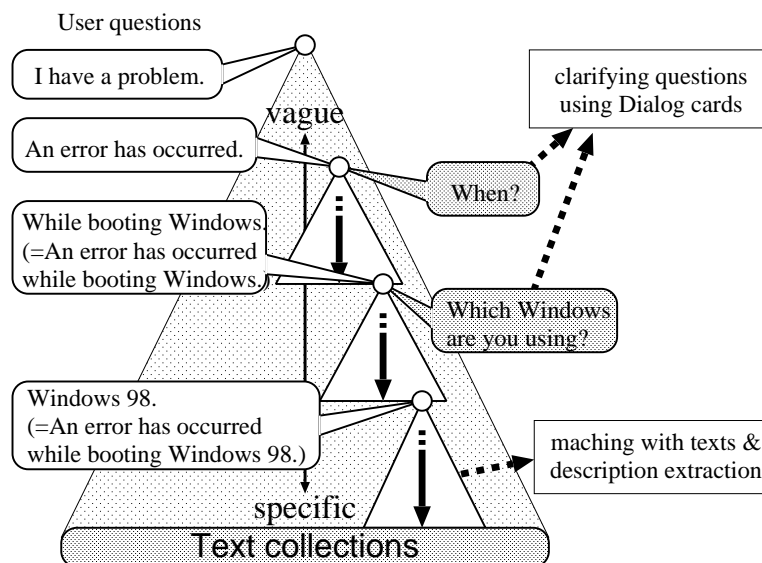 User questions
I have a problem.
clarifying questions
using Dialog cards
vague
An error has occurred.
When?
While booting Windows.
(=An error has occurred
while booting Windows.)
Which Windows
are you using?
Windows 98.
(=An error has occurred
while booting Windows 98.)
maching with texts &
description extraction
specific
Text collections